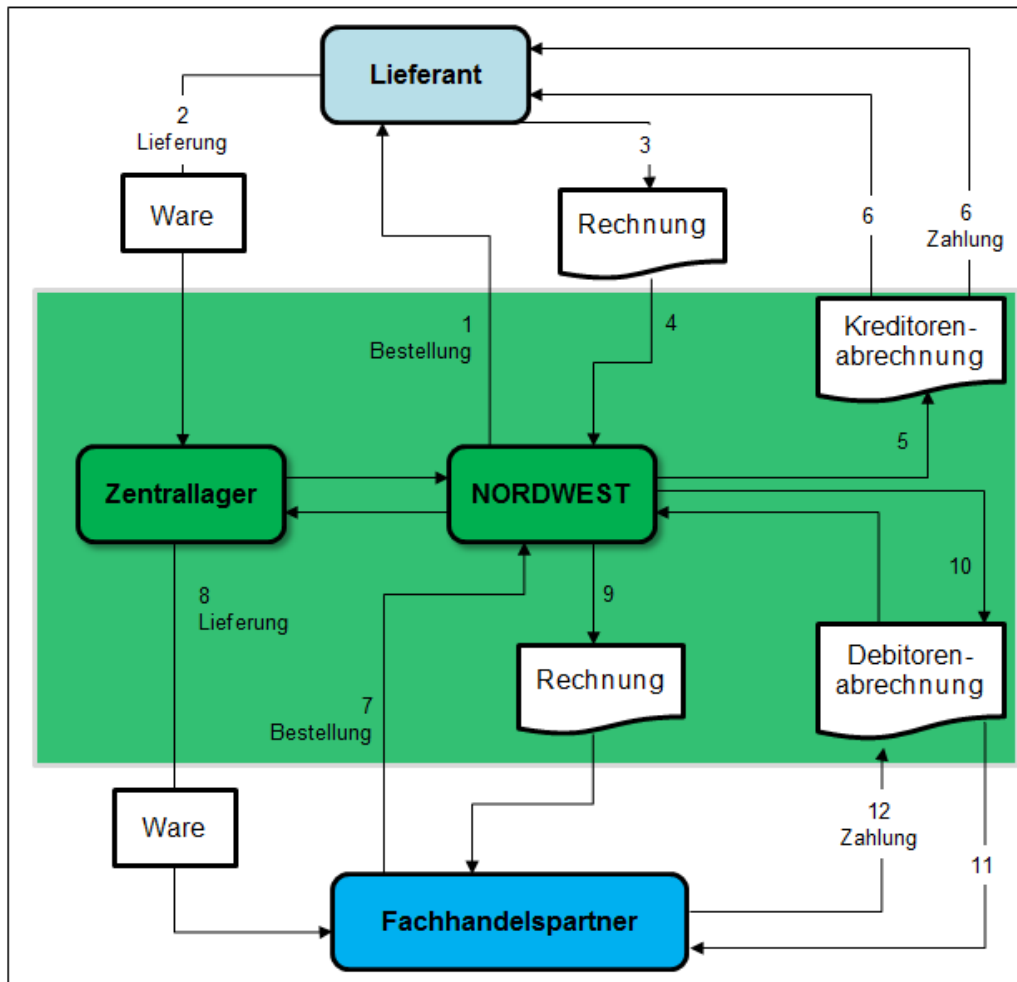 Lieferant
2
Lieferung
3
Ware
Rechnung
6
6
Zahlung
1
Bestellung
4
Kreditoren-
abrechnung
5
Zentrallager
NORDWEST
10
8
Lieferung
9
Rechnung
Debitoren-
abrechnung
7
Bestellung
Ware
12
Zahlung
11
Fachhandelspartner